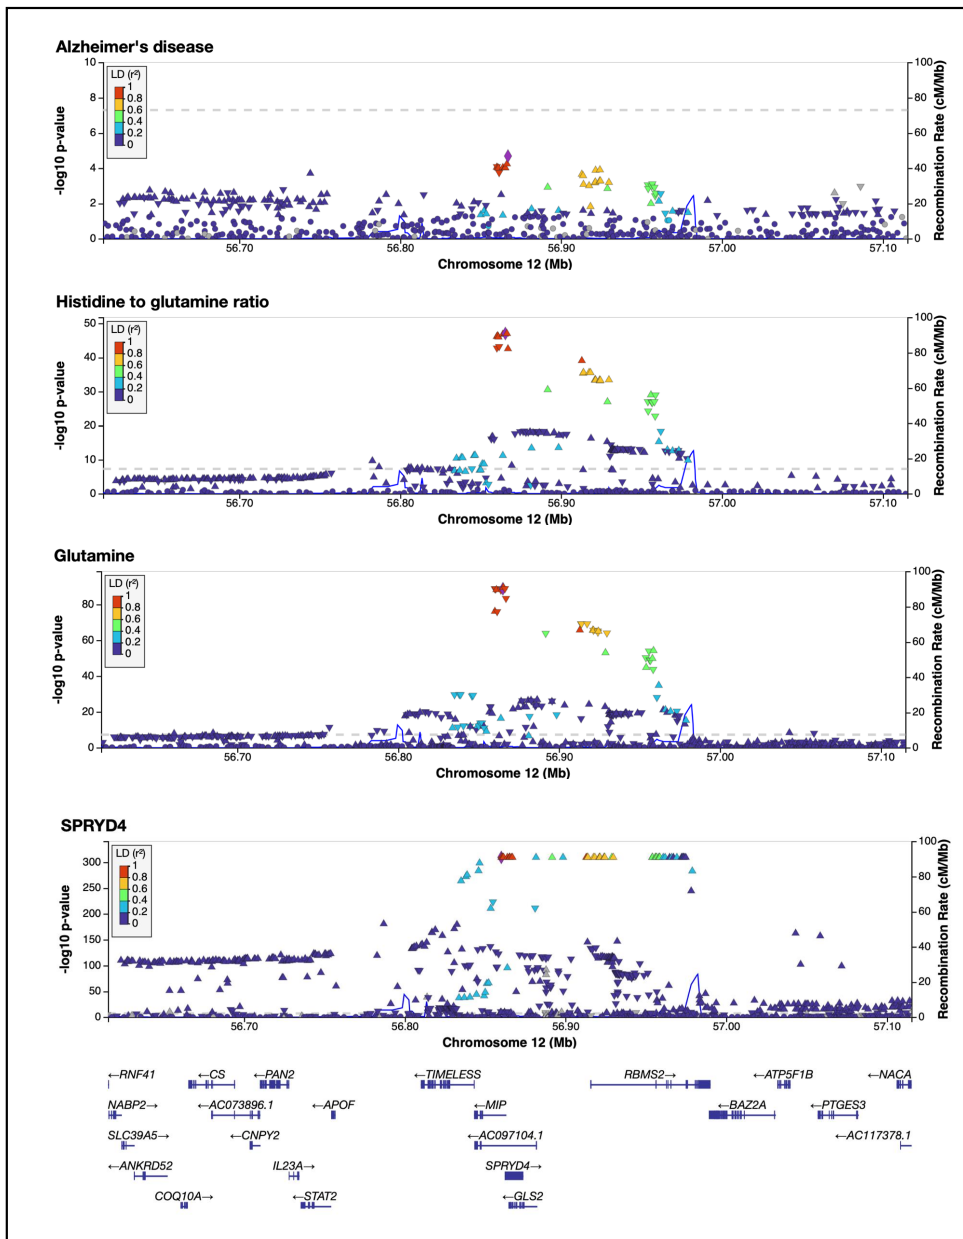 Alzheimer's disease
LD (r²)
1
0.8
0.6
0.4
0.2
0
10
8
6
4
2
0
-log10 p-value
100
80
60
40
20
0
Recombination Rate (cM/Mb)
56.70 56.80 56.90 57.00 57.10
Chromosome 12 (Mb)
Histidine to glutamine ratio
LD (r²)
1
0.8
0.6
0.4
0.2
0
50
40
30
20
10
0
-log10 p-value
100
80
60
40
20
0
Recombination Rate (cM/Mb)
56.70 56.80 56.90 57.00 57.10
Chromosome 12 (Mb)
Glutamine
LD (r²)
1
0.8
0.6
0.4
0.2
0
80
60
40
20
0
-log10 p-value
100
80
60
40
20
0
Recombination Rate (cM/Mb)
56.70 56.80 56.90 57.00 57.10
Chromosome 12 (Mb)
SPRYD4
LD (r²)
1
0.8
0.6
0.4
0.2
0
300
250
200
150
100
50
0
-log10 p-value
100
80
60
40
20
0
Recombination Rate (cM/Mb)
56.70 56.80 56.90 57.00 57.10
Chromosome 12 (Mb)
←RNF41 ←CS ←PAN2 ←TIMELESS RBMS2→ ←ATP5F1B ←NACA
NABP2→ ←AC073896.1 ←APOF ←MIP ←BAZ2A ←PTGES3
SLC39A5→ ←CNPY2 ←AC097104.1 ←AC117378.1
←ANKRD52 IL23A→ SPRYD4→
COQ10A→ ←STAT2 ←GLS2